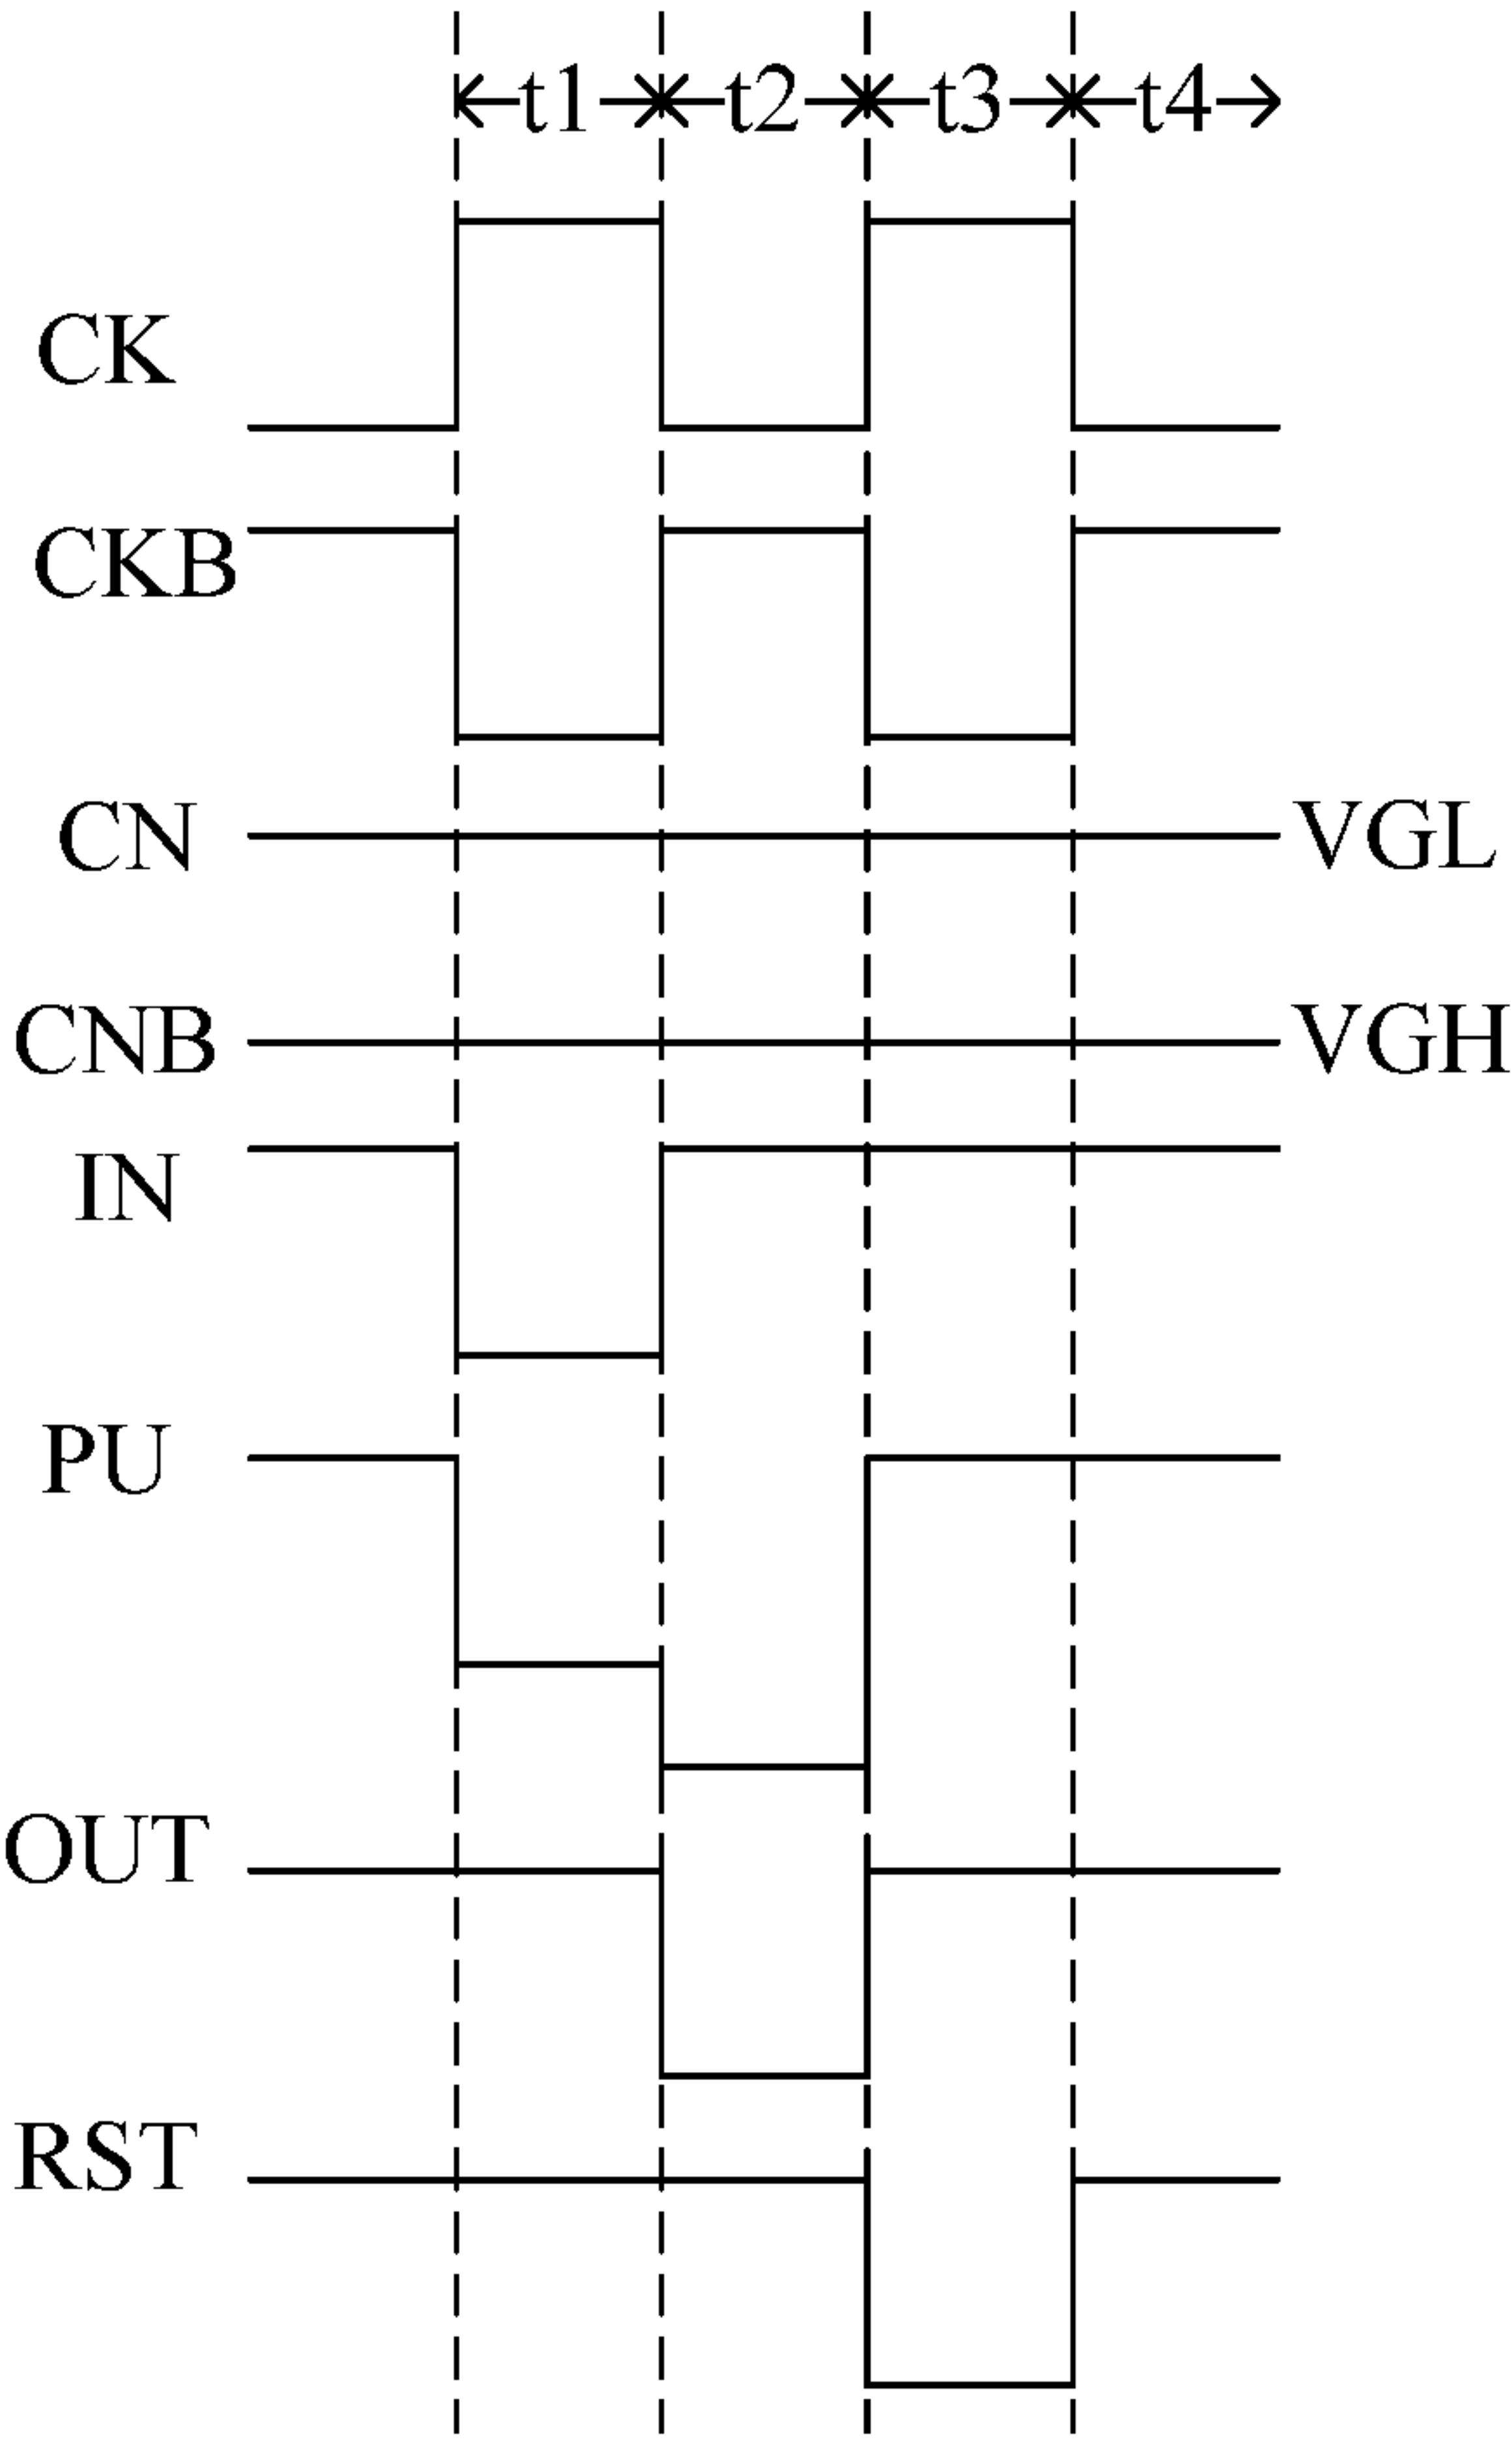 t1 t2 t3 t4
CK
CKB
CN VGL
CNB VGH
IN
PU
OUT
RST